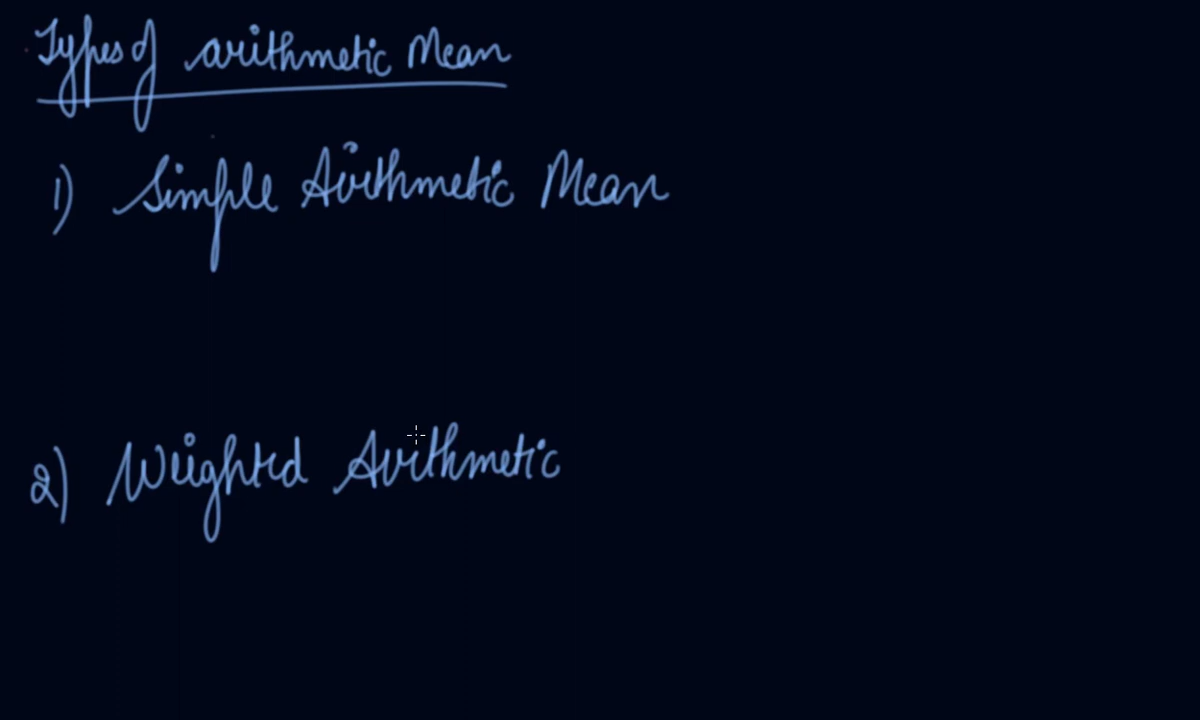 Types of arithmetic Mean
1) Simple Arithmetic Mean
2) Weighted Arithmetic